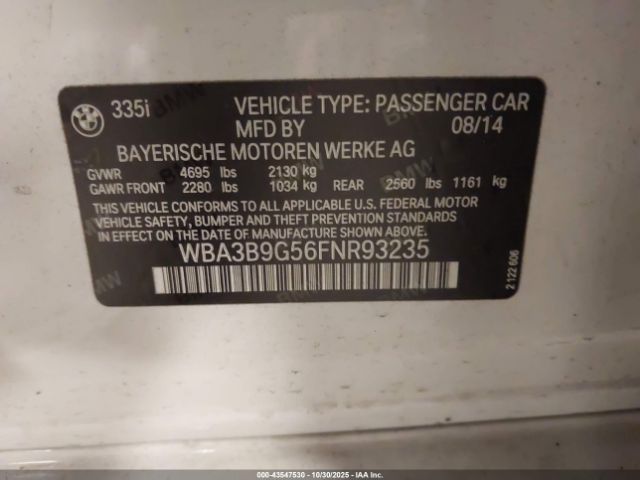 BMW 335i VEHICLE TYPE: PASSENGER CAR
MFD BY 08/14
BAYERISCHE MOTOREN WERKE AG
GVWR 4695 lbs 2130 kg
GAWR FRONT 2280 lbs 1034 kg REAR 2560 lbs 1161 kg
THIS VEHICLE CONFORMS TO ALL APPLICABLE U.S. FEDERAL MOTOR
VEHICLE SAFETY, BUMPER AND THEFT PREVENTION STANDARDS
IN EFFECT ON THE DATE OF MANUFACTURE SHOWN ABOVE.
WBA3B9G56FNR93235
2 122 606
000-43547530 - 10/30/2025 - IAAI Inc.